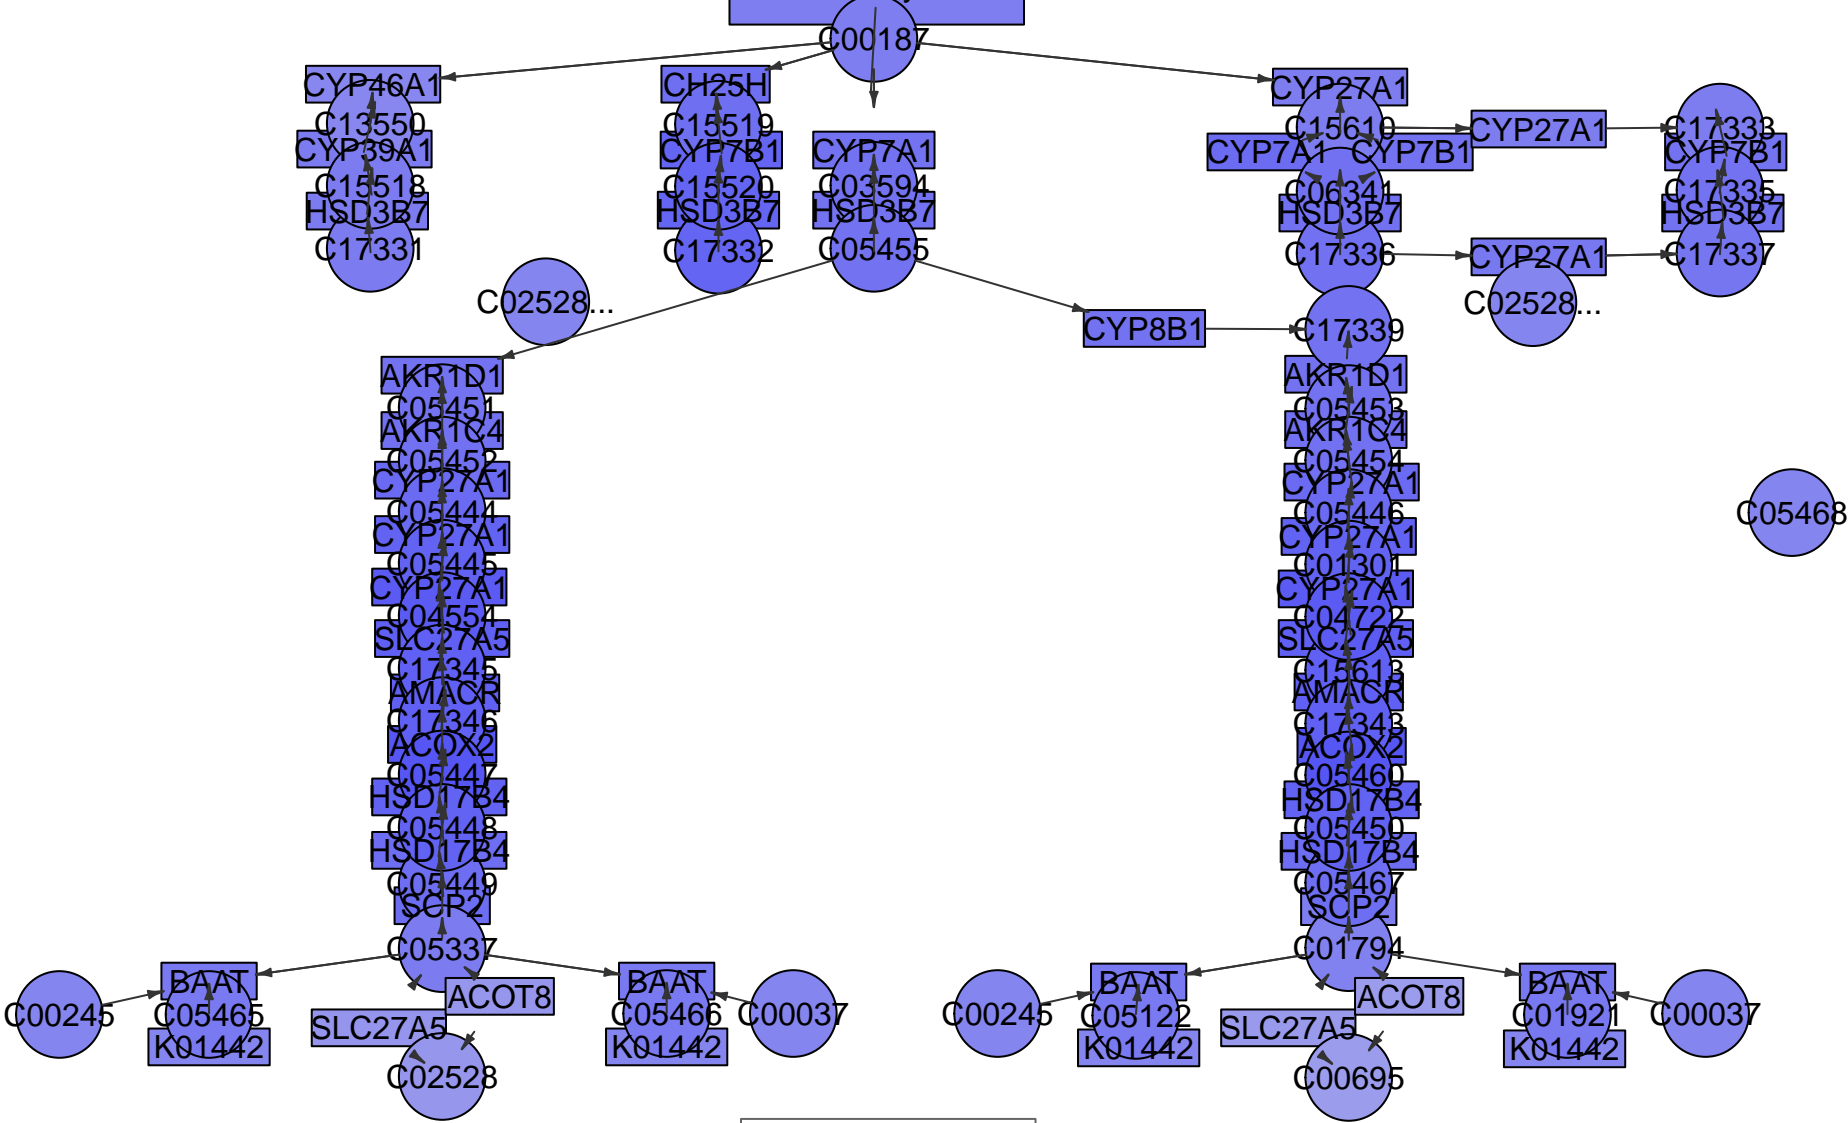 C00187
CYP46A1
CH25H
CYP27A1
C13550
C15519
C15610
CYP27A1
C17333
CYP39A1
CYP7B1
CYP7A1
CYP7A1
CYP7B1
CYP7B1
C15518
C15520
C03594
C06341
C17335
HSD3B7
HSD3B7
HSD3B7
HSD3B7
HSD3B7
C17331
C17332
C05455
C17336
CYP27A1
C17337
C02528...
C02528...
CYP8B1
C17339
AKR1D1
AKR1D1
C05451
C05453
AKR1C4
AKR1C4
C05452
C05454
CYP27A1
CYP27A1
C05444
C05446
C05468
CYP27A1
CYP27A1
C05445
C01301
CYP27A1
CYP27A1
C04554
C04722
SLC27A5
SLC27A5
C17345
C15613
AMACR
AMACR
C17346
C17343
ACOX2
ACOX2
C05447
C05460
HSD17B4
HSD17B4
C05448
C05450
HSD17B4
HSD17B4
C05449
C05467
SCP2
SCP2
C05337
C01794
BAAT
BAAT
BAAT
BAAT
ACOT8
ACOT8
C00245
C05465
C05466
C00037
C00245
C05122
C01921
C00037
SLC27A5
SLC27A5
K01442
K01442
K01442
K01442
C02528
C00695